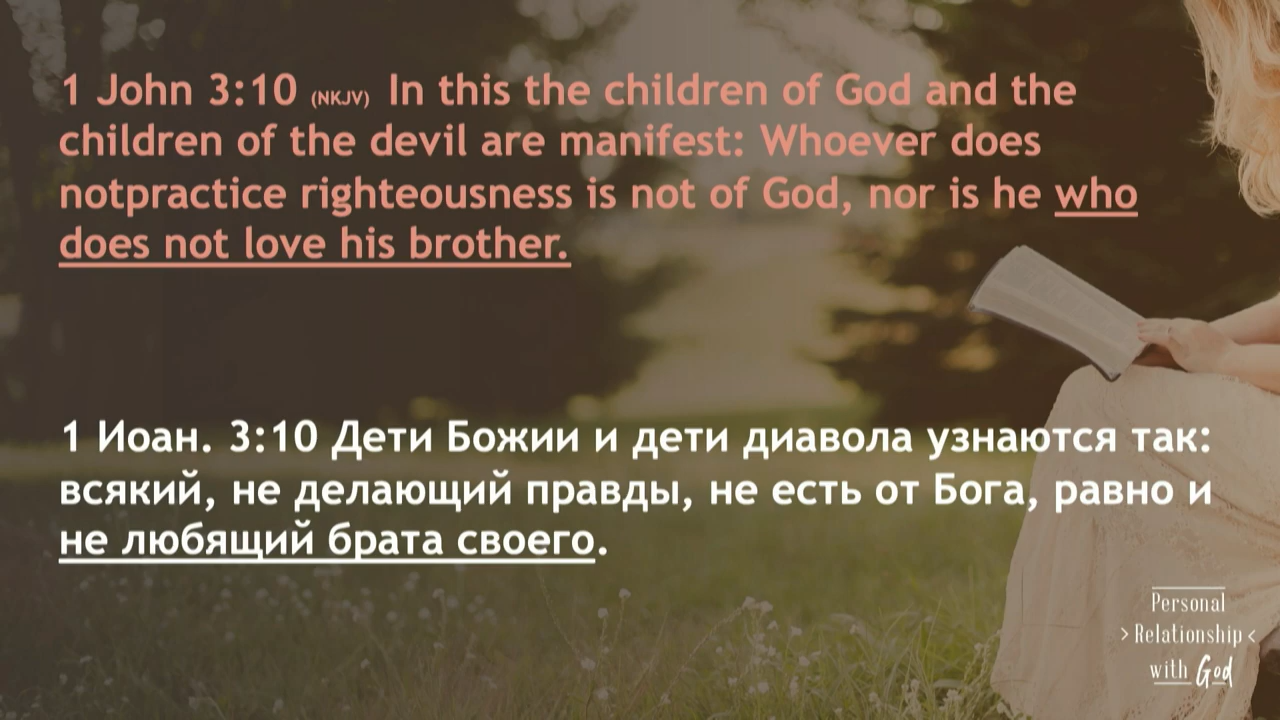 1 John 3:10 (NKJV) In this the children of God and the
children of the devil are manifest: Whoever does
notpractice righteousness is not of God, nor is he who
does not love his brother.
1 Иоан. 3:10 Дети Божии и дети диавола узнаются так:
всякий, не делающий правды, не есть от Бога, равно и
не любящий брата своего.
Personal
> Relationship <
with God